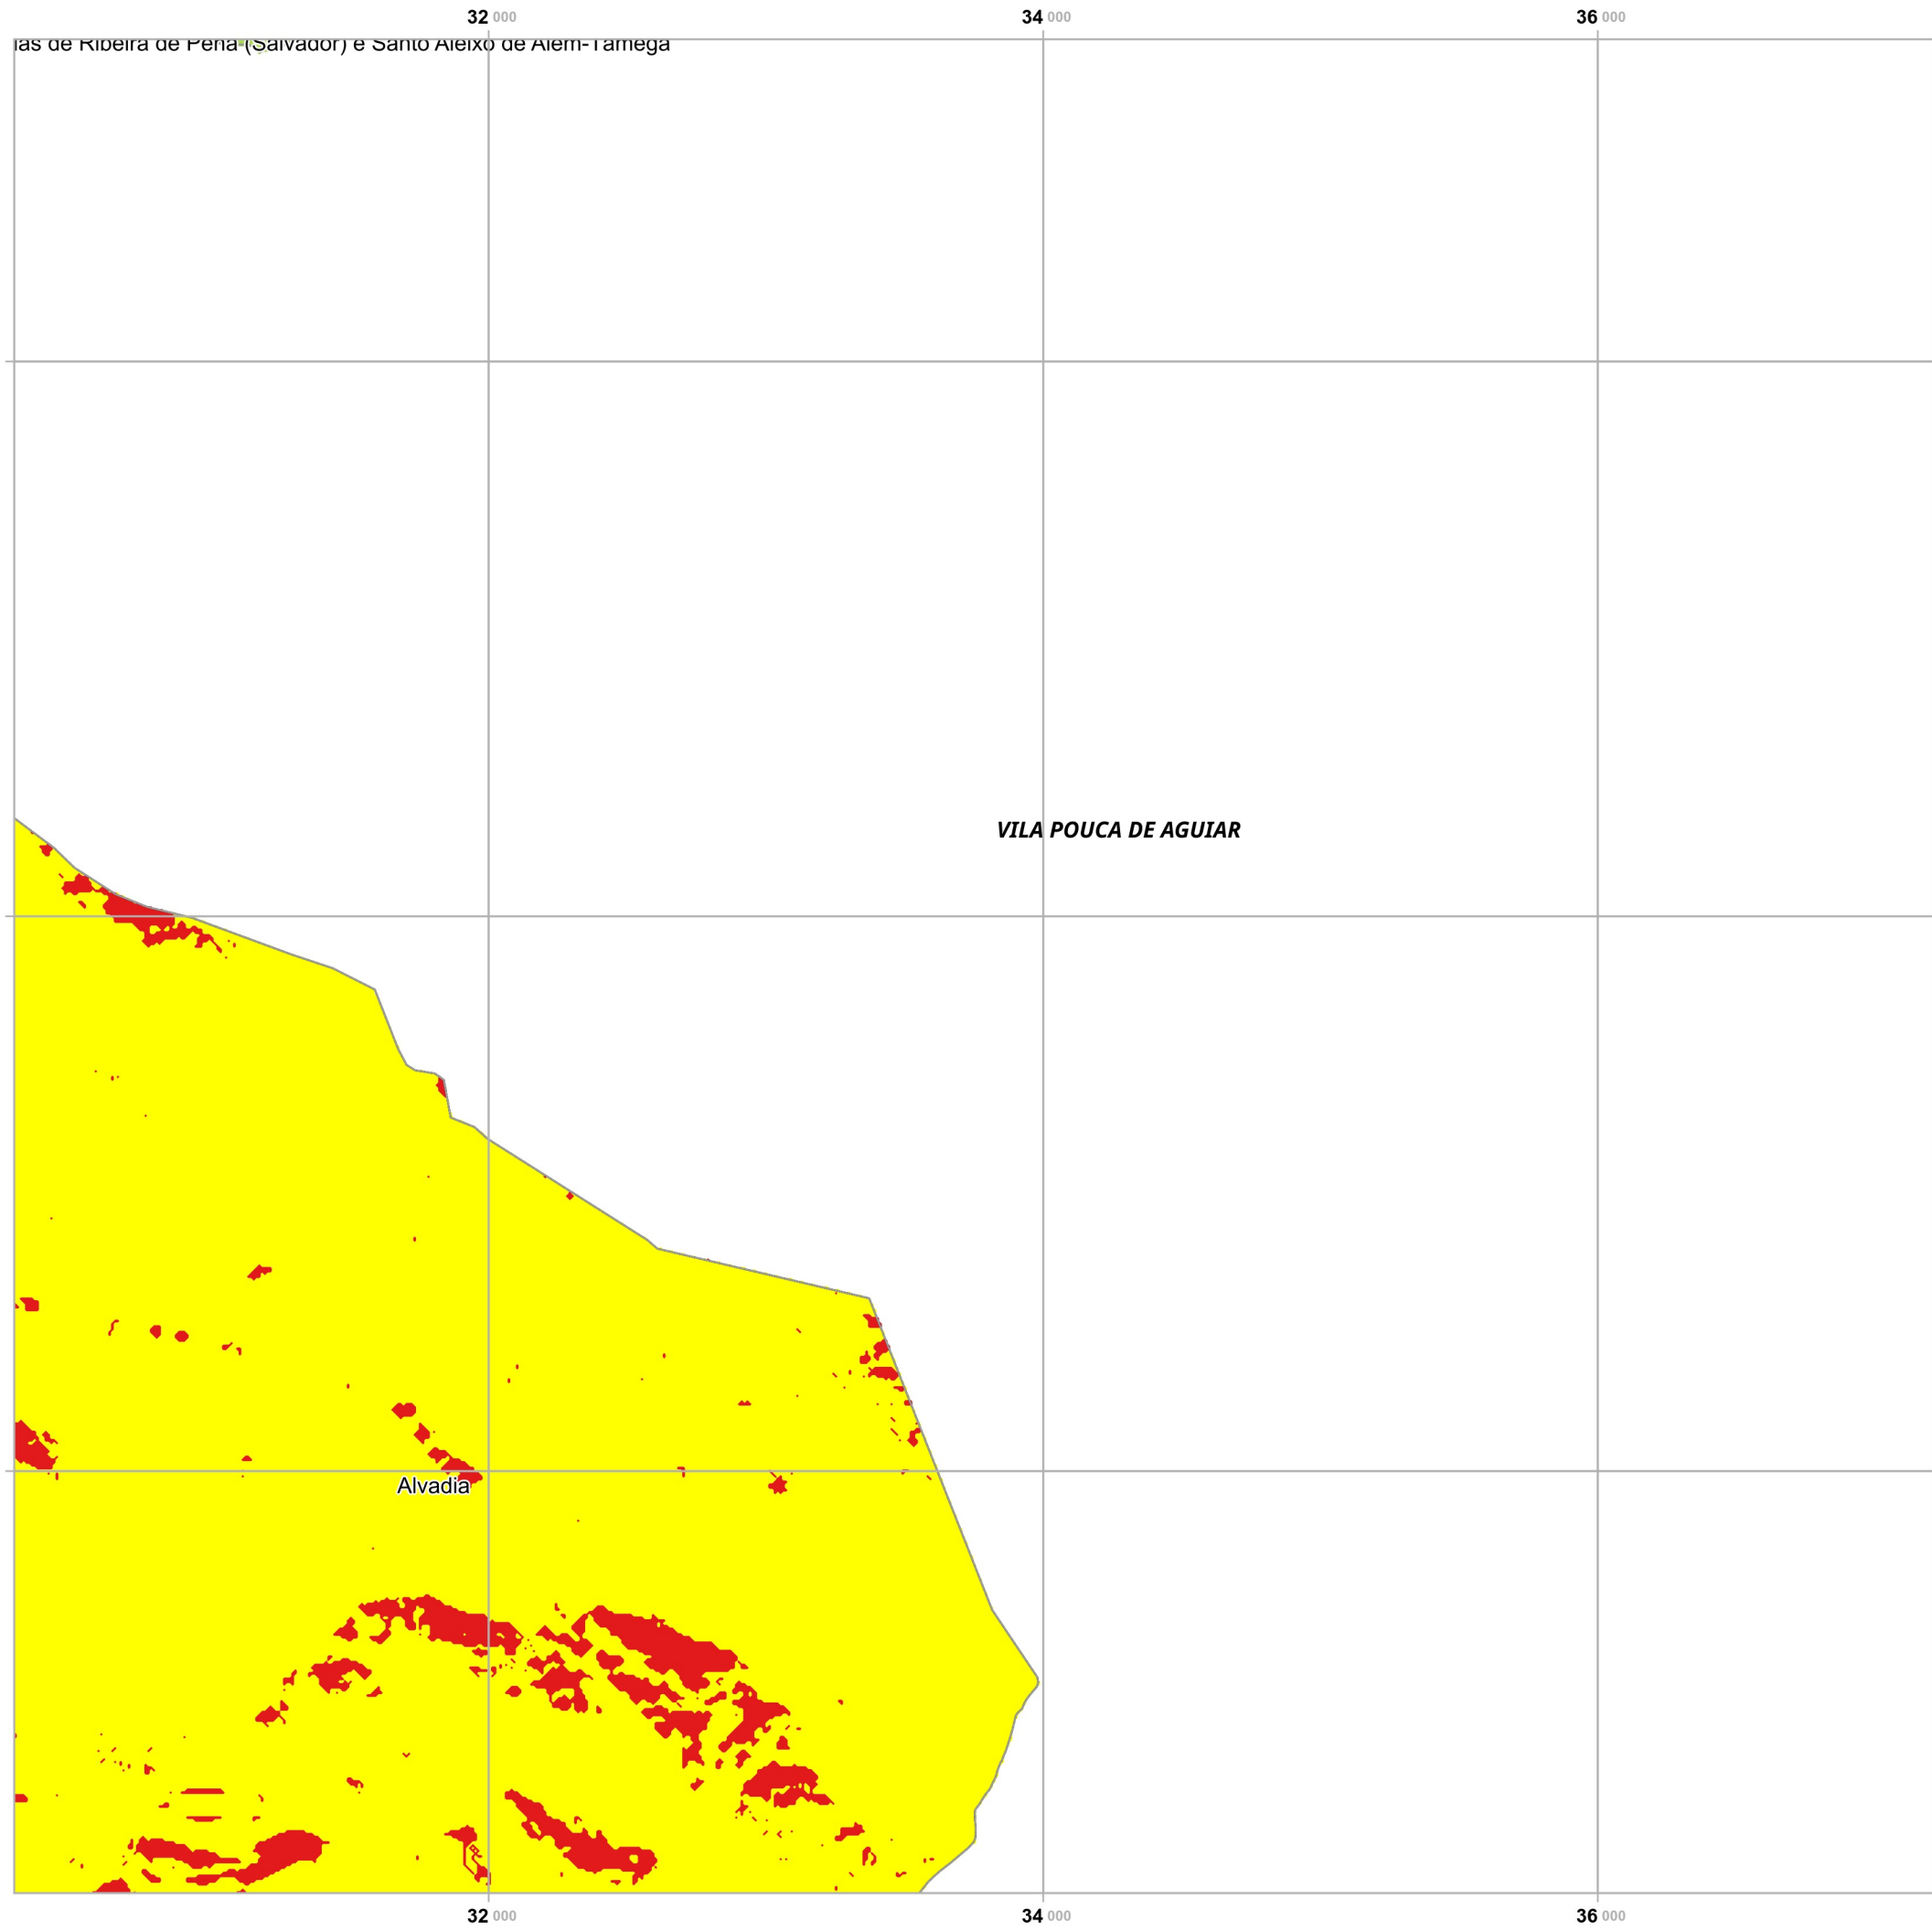 32 000 34 000 36 000
ias de Ribeira de Pena (Salvador) e Santo Aleixo de Além-Tâmega
VILA POUCA DE AGUIAR
Alvadia
32 000 34 000 36 000